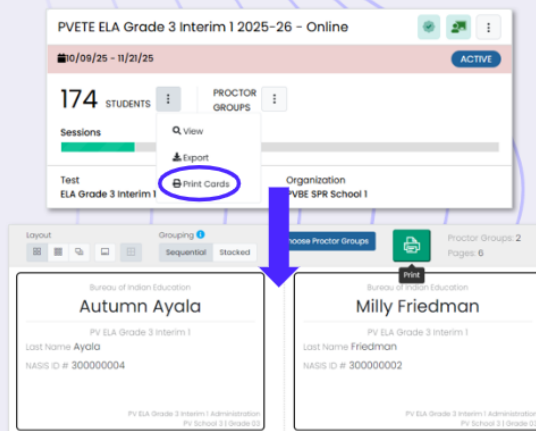 PVETE ELA Grade 3 Interim 1 2025-26 - Online
10/09/25 - 11/21/25 ACTIVE
174 STUDENTS PROCTOR GROUPS
Sessions
View
Export
Print Cards
Test Organization
ELA Grade 3 Interim 1 PVBE SPR School 1
Layout Grouping Proctor Groups: 2
Sequential Stacked Choose Proctor Groups Pages: 6
Print
Bureau of Indian Education
Autumn Ayala
PV ELA Grade 3 Interim 1
Last Name Ayala
NASIS ID # 300000004
PV ELA Grade 3 Interim 1 Administration
PV School 3 | Grade 03
Bureau of Indian Education
Milly Friedman
PV ELA Grade 3 Interim 1
Last Name Friedman
NASIS ID # 300000002
PV ELA Grade 3 Interim 1 Administration
PV School 3 | Grade 03